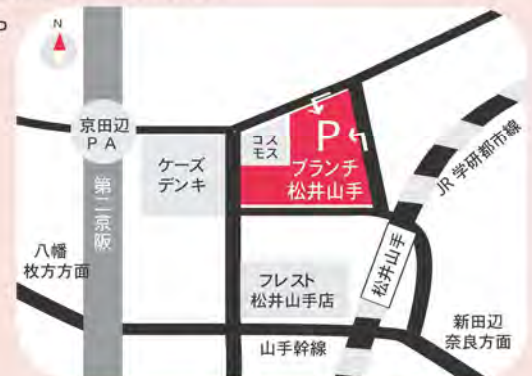 N
京田辺
PA
コス
モス
P
ブランチ
松井山手
ケーズ
デンキ
JR 学研都市線
第二京阪
八幡
枚方方面
松井山手
フレスト
松井山手店
新田辺
奈良方面
山手幹線